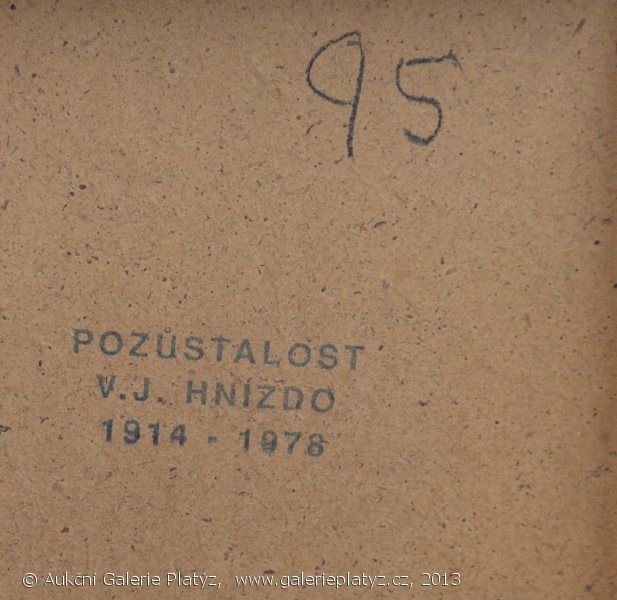 95
POZŮSTALOST
V.J. HNÍZDO
1914 - 1978
© Aukční Galerie Platýz, www.galerieplatyz.cz, 2013